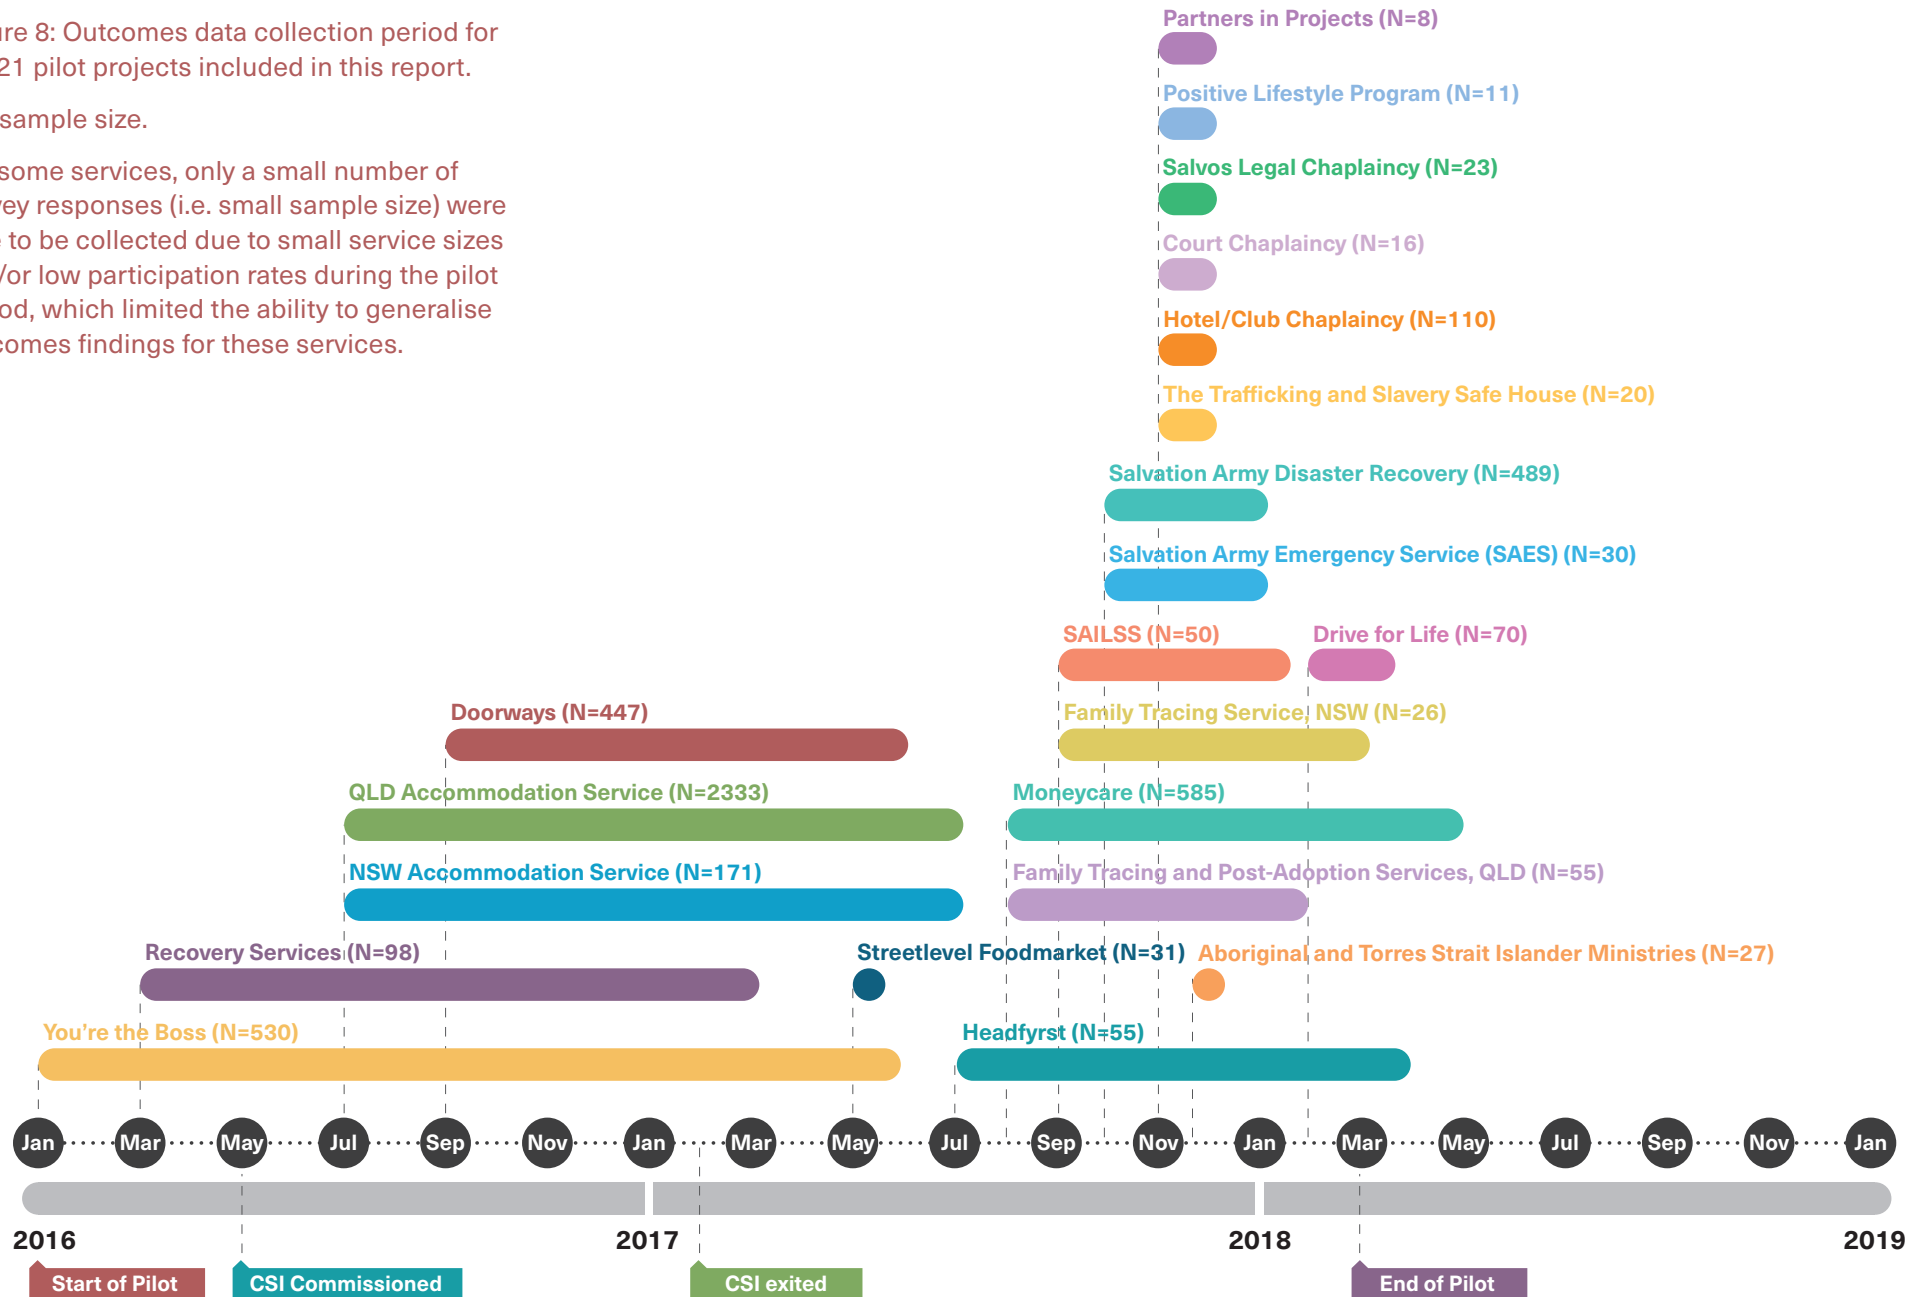 8: Outcomes data collection period for
21 pilot projects included in this report.
sample size.
some services, only a small number of
responses (i.e. small sample size) were
to be collected due to small service sizes
/or low participation rates during the pilot
which limited the ability to generalise
findings for these services.
Partners in Projects (N=8)
Positive Lifestyle Program (N=11)
Salvos Legal Chaplaincy (N=23)
Court Chaplaincy (N=16)
Hotel/Club Chaplaincy (N=110)
The Trafficking and Slavery Safe House (N=20)
Salvation Army Disaster Recovery (N=489)
Salvation Army Emergency Service (SAES) (N=30)
SAILSS (N=50)
Drive for Life (N=70)
Doorways (N=447)
Family Tracing Service, NSW (N=26)
QLD Accommodation Service (N=2333)
Moneycare (N=585)
NSW Accommodation Service (N=171)
Family Tracing and Post-Adoption Services, QLD (N=55)
Recovery Services (N=98)
Streetlevel Foodmarket (N=31)
Aboriginal and Torres Strait Islander Ministries (N=27)
You're the Boss (N=530)
Headfyrst (N=55)
Jan Mar May Jul Sep Nov Jan Mar May Jul Sep Nov Jan Mar May Jul Sep Nov Jan
2016 2017 2018 2019
Start of Pilot
CSI Commissioned
CSI exited
End of Pilot